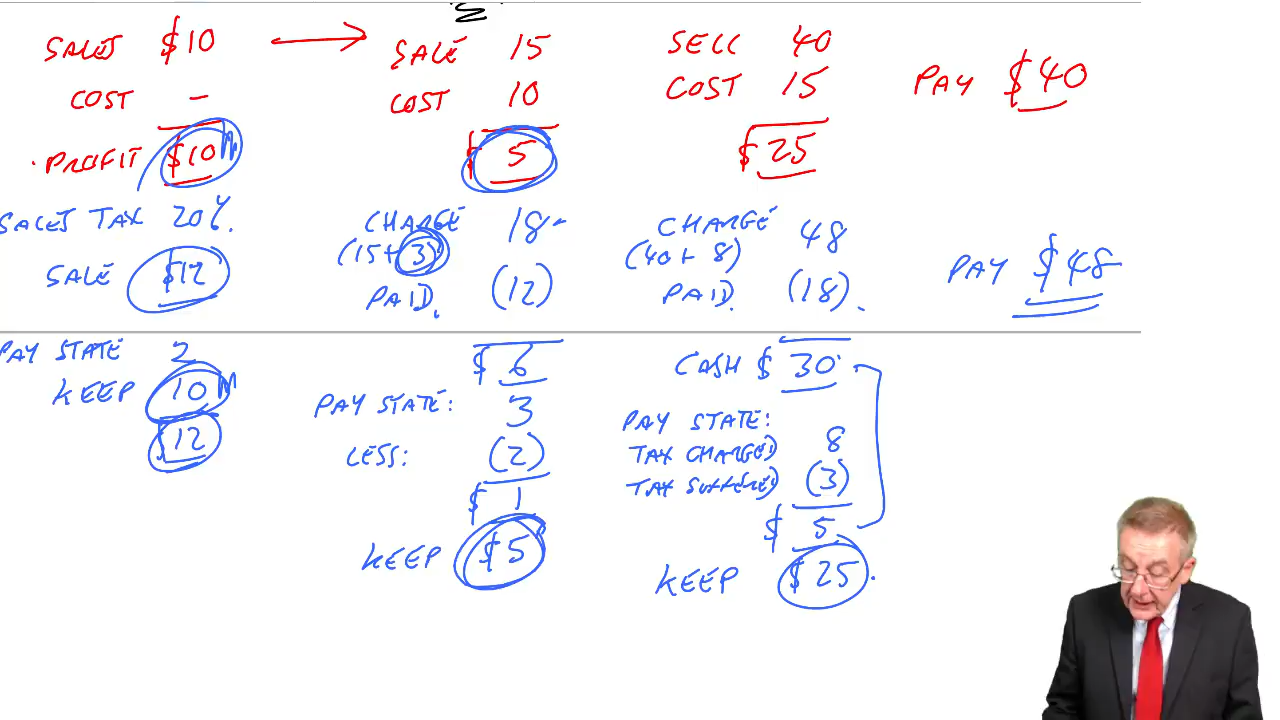 SALES $10
COST -
PROFIT $10
SALES TAX 20%
SALE $12
PAY STATE 2
KEEP 10
$12
SALE 15
COST 10
$ 5
CHARGE 18
(15+3)
PAID (12)
$ 6
PAY STATE: 3
LESS: (2)
$ 1
KEEP $5
SELL 40
COST 15
$25
CHARGE 48
(40+8)
PAID (18)
CASH $30
PAY STATE:
TAX CHARGED 8
TAX SUFFERED (3)
$ 5
KEEP $25
PAY $40
PAY $48